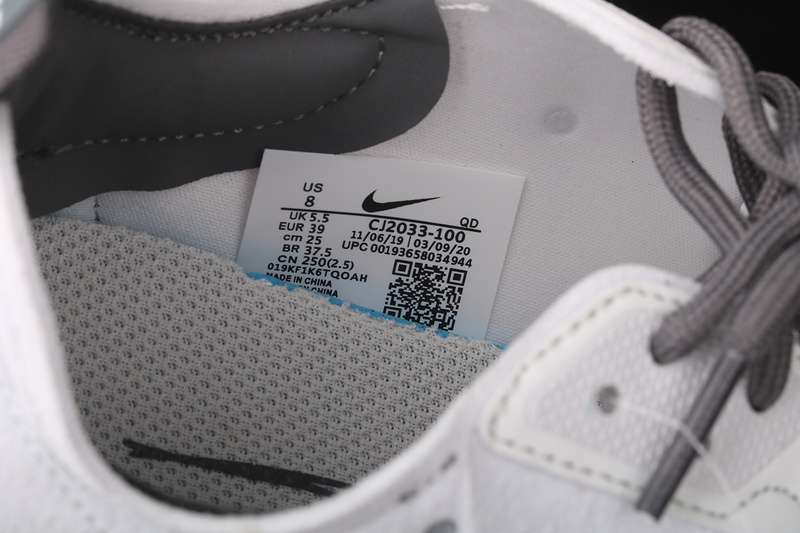 US
8
UK 5.5
EUR 39
cm 25
BR 37.5
CN 250(2.5)
QD
CJ2033-100
11/06/19 | 03/09/20
UPC 00193658034944
019KF1K6TQOAH
MADE IN CHINA
CHINA